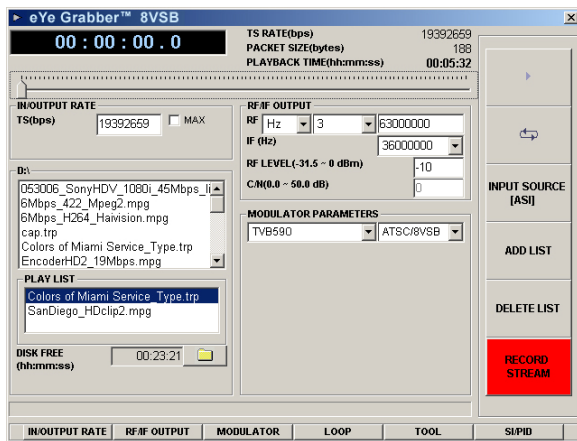 eYe Grabber™ 8VSB
00:00:00.0
TS RATE(bps) 19392659
PACKET SIZE(bytes) 188
PLAYBACK TIME(hh:mm:ss) 00:05:32
IN/OUTPUT RATE
TS(bps) 19392659 MAX
RF/IF OUTPUT
RF Hz 3 63000000
IF (Hz) 36000000
RF LEVEL(-31.5 ~ 0 dBm) -10
C/N(0.0 ~ 50.0 dB) 0
D:\
053006_SonyHDV_1080i_45Mbps_li
6Mbps_422_Mpeg2.mpg
6Mbps_H264_Haivision.mpg
cap.trp
Colors of Miami Service_Type.trp
EncoderHD2_19Mbps.mpg
MODULATOR PARAMETERS
TVB590 ATSC/8VSB
PLAY LIST
Colors of Miami Service_Type.trp
SanDiego_HDclip2.mpg
DISK FREE
(hh:mm:ss)
00:23:21
INPUT SOURCE
[ASI]
ADD LIST
DELETE LIST
RECORD
STREAM
IN/OUTPUT RATE RF/IF OUTPUT MODULATOR LOOP TOOL SI/PID